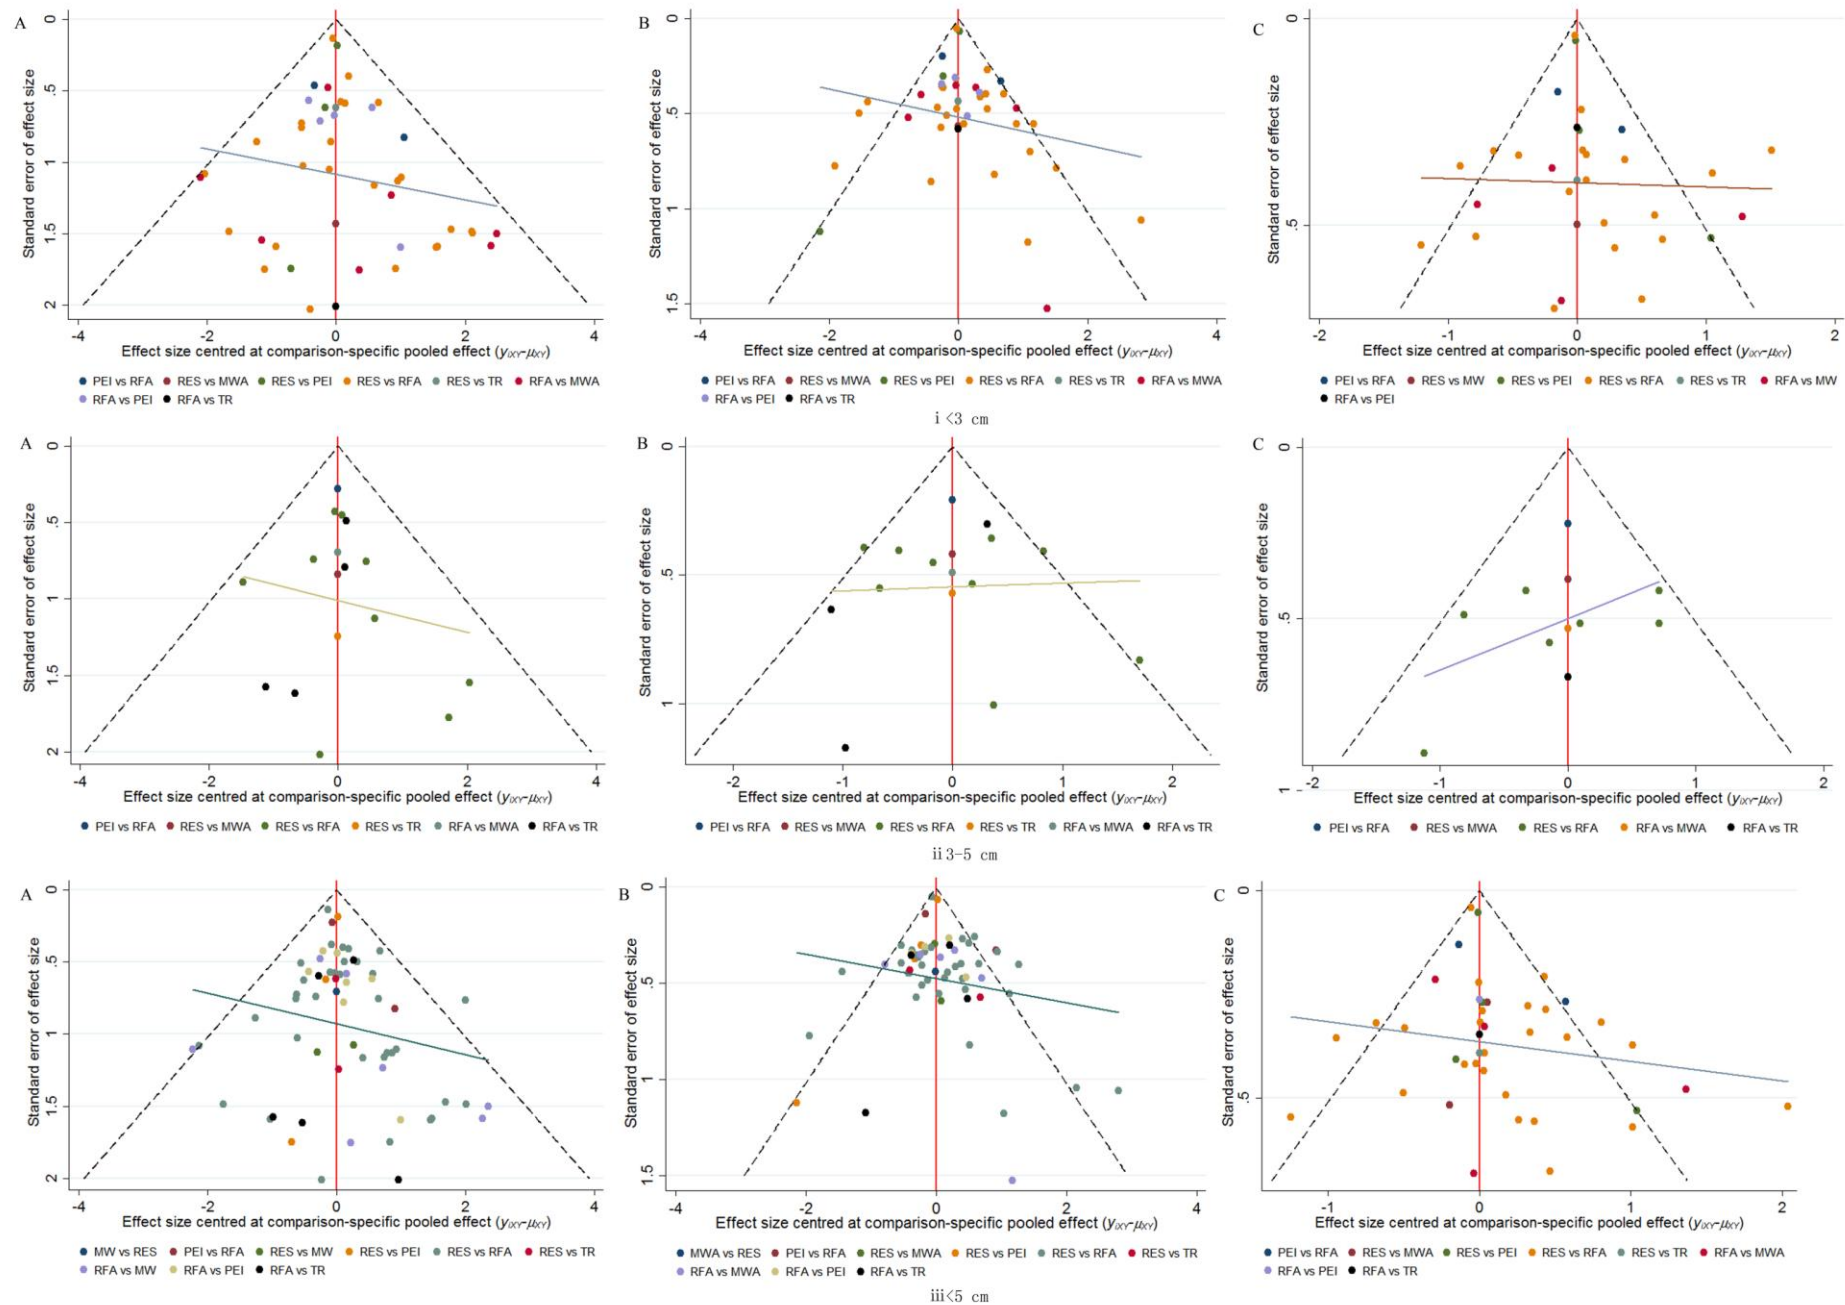 A
Standard error of effect size
0
.5
1
1.5
2
-4
-2
0
2
4
Effect size centred at comparison-specific pooled effect (yiXY-μXY)
PEI vs RFA RES vs MWA RES vs PEI RES vs RFA RES vs TR RFA vs MWA
RFA vs PEI RFA vs TR
B
Standard error of effect size
0
.5
1
1.5
-4
-2
0
2
4
Effect size centred at comparison-specific pooled effect (yiXY-μXY)
PEI vs RFA RES vs MWA RES vs PEI RES vs RFA RES vs TR RFA vs MWA
RFA vs PEI RFA vs TR
C
Standard error of effect size
0
.5
-2
-1
0
1
2
Effect size centred at comparison-specific pooled effect (yiXY-μXY)
PEI vs RFA RES vs MW RES vs PEI RES vs RFA RES vs TR RFA vs MW
RFA vs PEI
i <3 cm
A
Standard error of effect size
0
.5
1
1.5
2
-4
-2
0
2
4
Effect size centred at comparison-specific pooled effect (yiXY-μXY)
PEI vs RFA RES vs MWA RES vs RFA RES vs TR RFA vs MWA RFA vs TR
B
Standard error of effect size
0
.5
1
-2
-1
0
1
2
Effect size centred at comparison-specific pooled effect (yiXY-μXY)
PEI vs RFA RES vs MWA RES vs RFA RES vs TR RFA vs MWA RFA vs TR
C
Standard error of effect size
0
.5
1
-2
-1
0
1
2
Effect size centred at comparison-specific pooled effect (yiXY-μXY)
PEI vs RFA RES vs MWA RES vs RFA RFA vs MWA RFA vs TR
ii 3-5 cm
A
Standard error of effect size
0
.5
1
1.5
2
-4
-2
0
2
4
Effect size centred at comparison-specific pooled effect (yiXY-μXY)
MW vs RES PEI vs RFA RES vs MW RES vs PEI RES vs RFA RES vs TR
RFA vs MW RFA vs PEI RFA vs TR
B
Standard error of effect size
0
.5
1
1.5
-4
-2
0
2
4
Effect size centred at comparison-specific pooled effect (yiXY-μXY)
MWA vs RES PEI vs RFA RES vs MWA RES vs PEI RES vs RFA RES vs TR
RFA vs MWA RFA vs PEI RFA vs TR
C
Standard error of effect size
0
.5
-1
0
1
2
Effect size centred at comparison-specific pooled effect (yiXY-μXY)
PEI vs RFA RES vs MWA RES vs PEI RES vs RFA RES vs TR RFA vs MWA
RFA vs PEI RFA vs TR
iii<5 cm